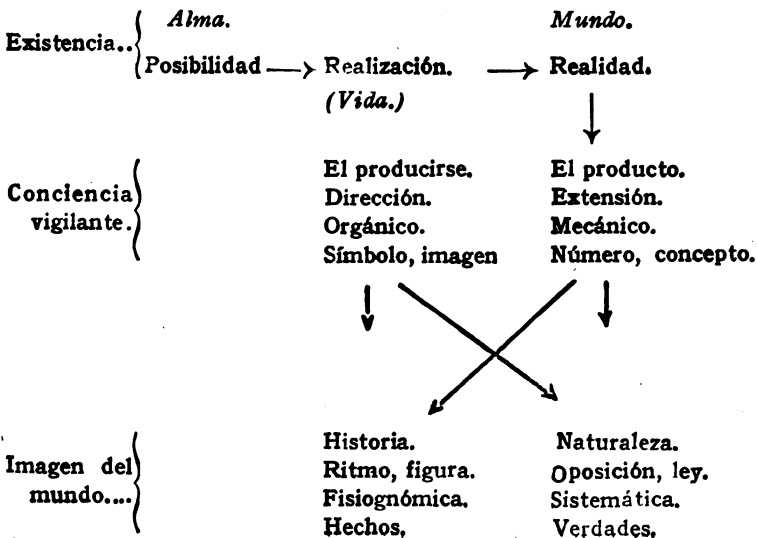 Alma. Mundo.
Existencia..
Posibilidad Realización. Realidad.
(Vida.)
El producirse. El producto.
Conciencia Dirección. Extensión.
vigilante. Orgánico. Mecánico.
Símbolo, imagen Número, concepto.
Historia. Naturaleza.
Imagen del Ritmo, figura. Oposición, ley.
mundo.... Fisiognómica. Sistemática.
Hechos, Verdades.